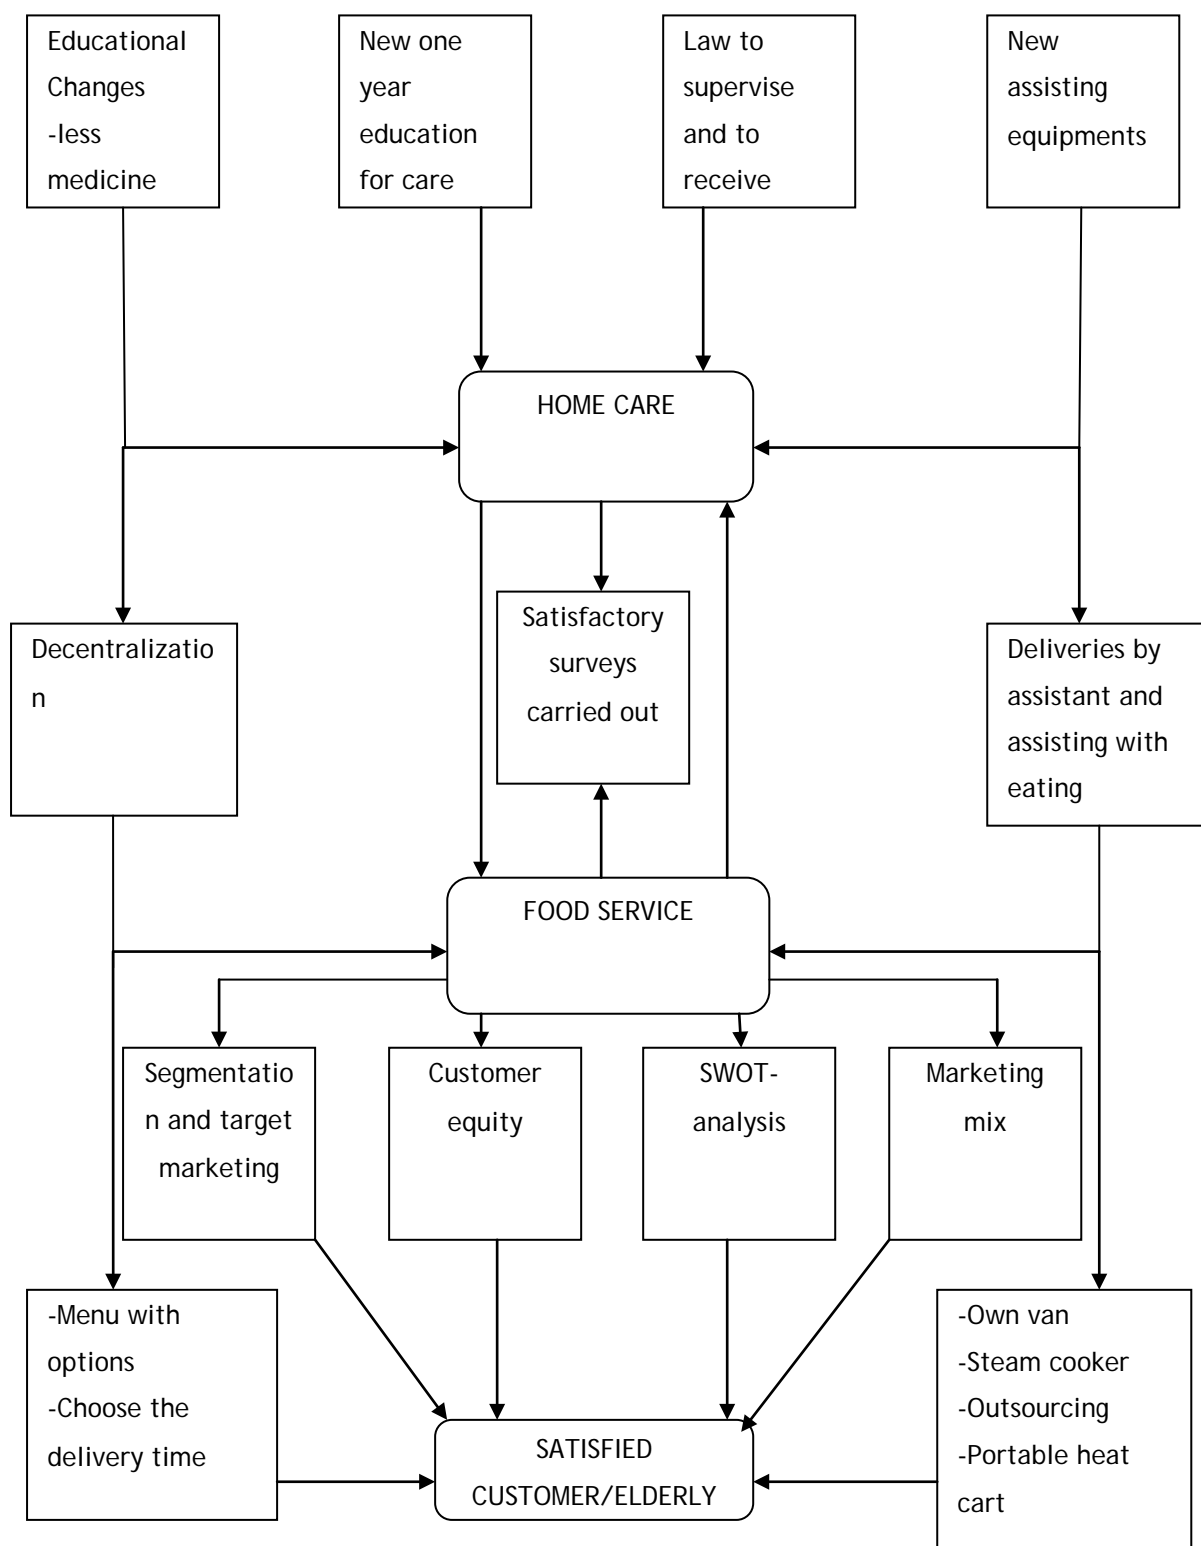 Educational
Changes
-less
medicine
New one
year
education
for care
Law to
supervise
and to
receive
New
assisting
equipments
HOME CARE
Satisfactory
surveys
carried out
Decentralizatio
n
Deliveries by
assistant and
assisting with
eating
FOOD SERVICE
Segmentatio
n and target
marketing
Customer
equity
SWOT-
analysis
Marketing
mix
-Menu with
options
-Choose the
delivery time
SATISFIED
CUSTOMER/ELDERLY
-Own van
-Steam cooker
-Outsourcing
-Portable heat
cart